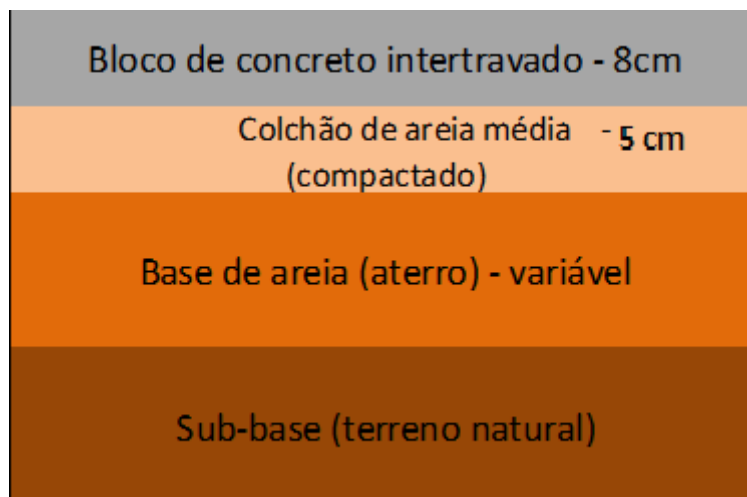 Bloco de concreto intertravado - 8cm
Colchão de areia média - 5 cm
(compactado)
Base de areia (aterro) - variável
Sub-base (terreno natural)